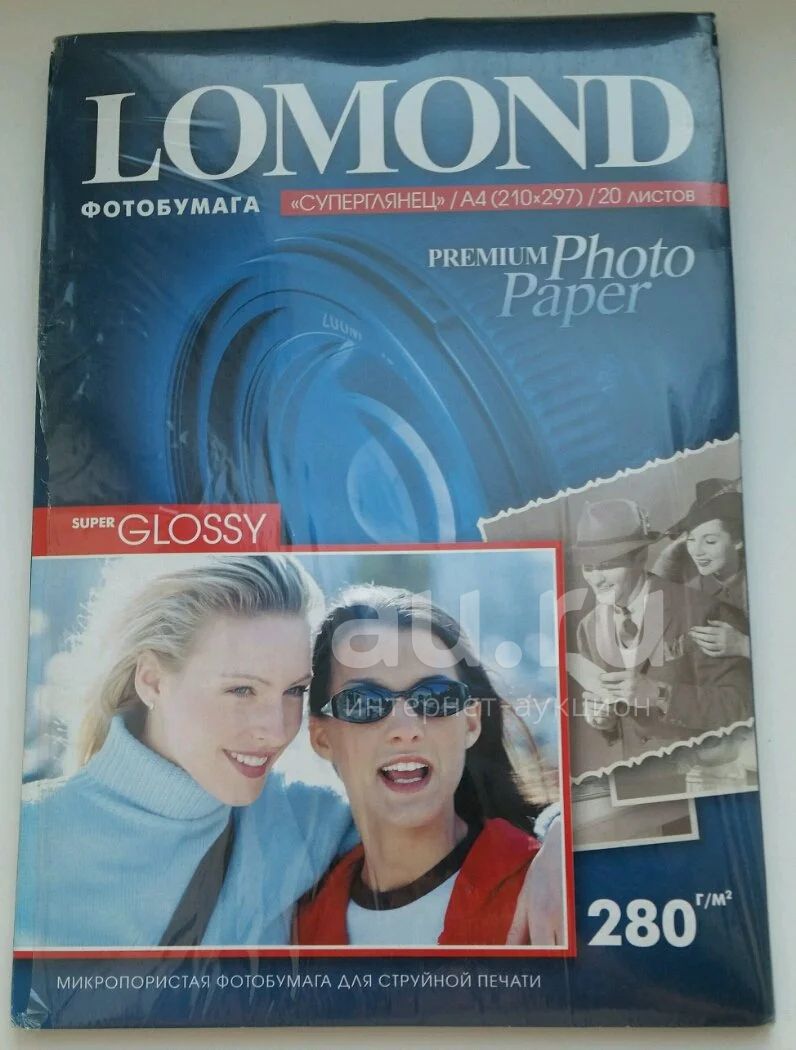 LOMOND
ФОТОБУМАГА
«СУПЕРГЛЯНЕЦ» / А4 (210×297) / 20 листов
PREMIUM Photo
Paper
SUPER GLOSSY
au.ru
интернет-аукцион
280 Г/М²
МИКРОПОРИСТАЯ ФОТОБУМАГА ДЛЯ СТРУЙНОЙ ПЕЧАТИ